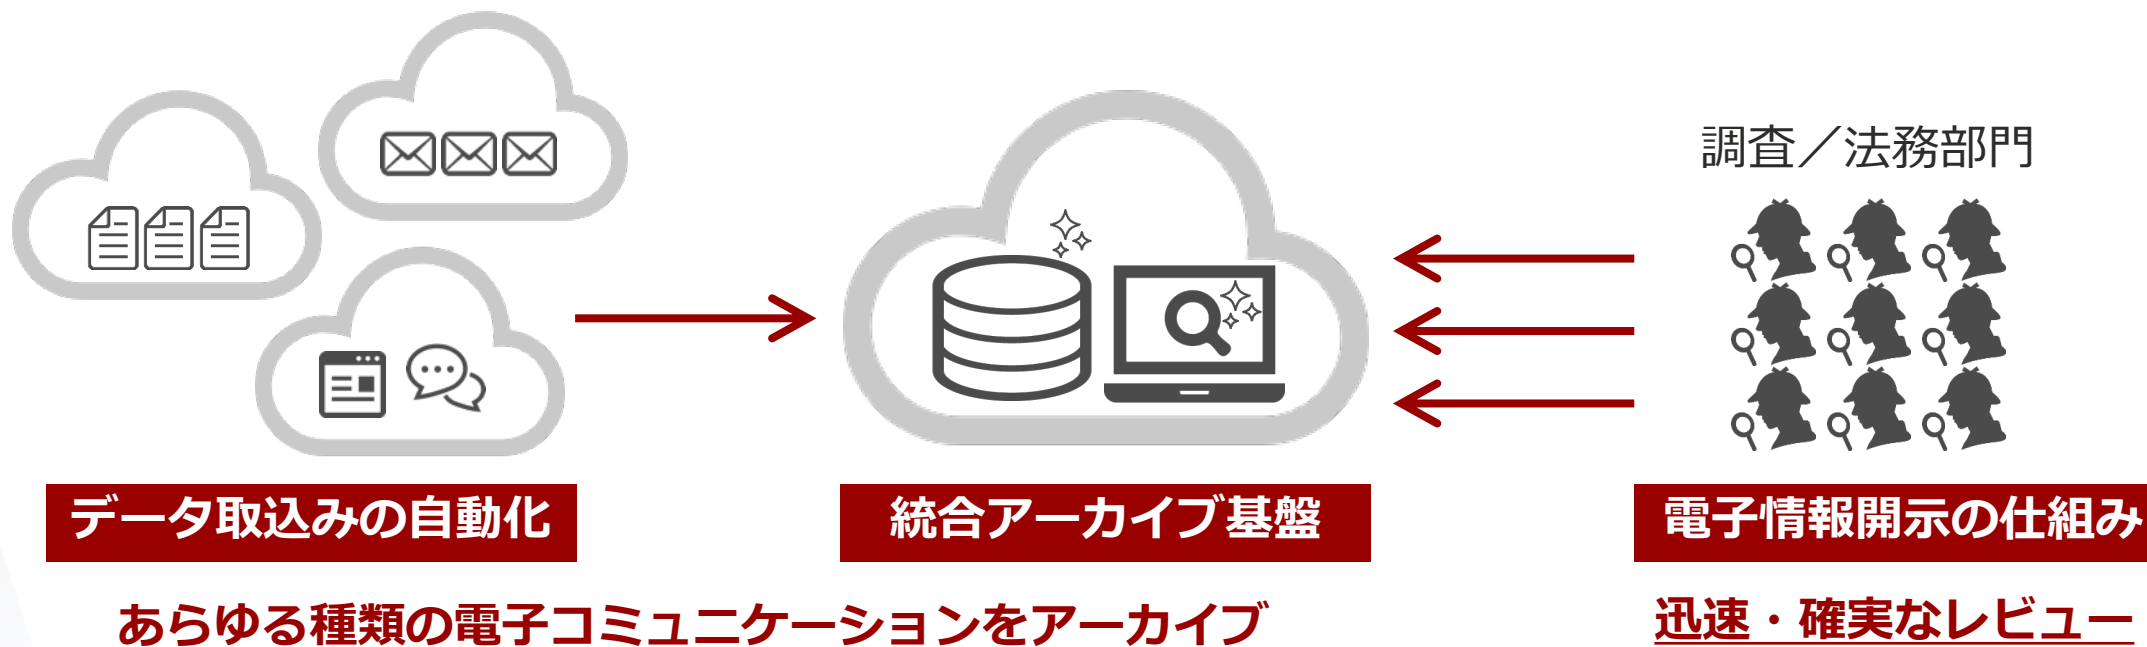 調査／法務部門
データ取込みの自動化
統合アーカイブ基盤
電子情報開示の仕組み
あらゆる種類の電子コミュニケーションをアーカイブ
迅速・確実なレビュー